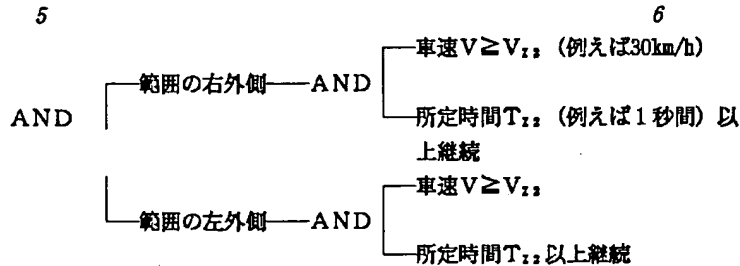 5 6
車速V≧V₂₂ (例えば30km/h)
範囲の右外側 AND
AND 所定時間T₂₂ (例えば1秒間) 以
上継続
車速V≧V₂₂
範囲の左外側 AND
所定時間T₂₂以上継続